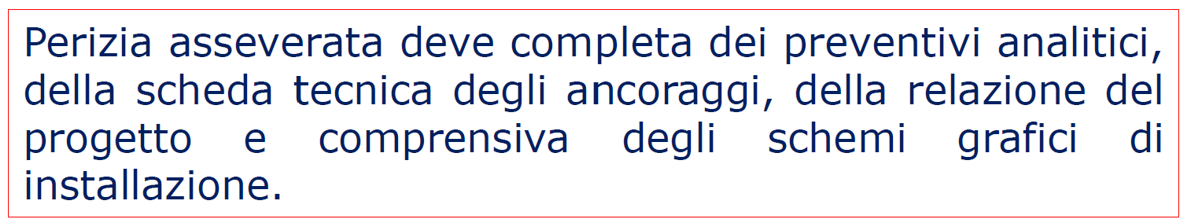 Perizia asseverata deve completa dei preventivi analitici,
della scheda tecnica degli ancoraggi, della relazione del
progetto e comprensiva degli schemi grafici di
installazione.